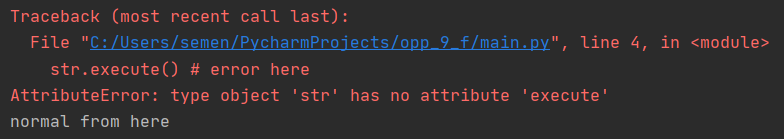 Traceback (most recent call last):
  File "C:/Users/semen/PycharmProjects/opp_9_f/main.py", line 4, in <module>
    str.execute() # error here
AttributeError: type object 'str' has no attribute 'execute'
normal from here